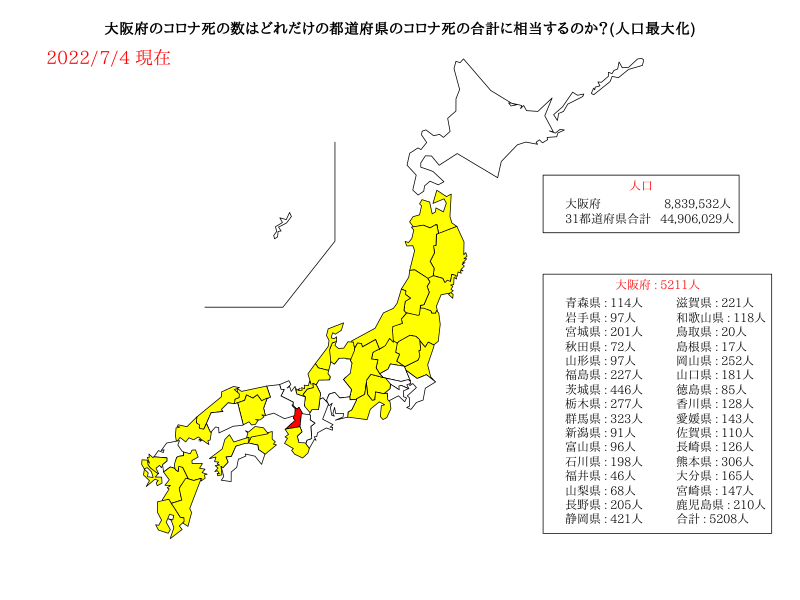 大阪府のコロナ死の数はどれだけの都道府県のコロナ死の合計に相当するのか?(人口最大化)
2022/7/4 現在
人口
大阪府 8,839,532人
31都道府県合計 44,906,029人
大阪府 : 5211人
青森県 : 114人 滋賀県 : 221人
岩手県 : 97人 和歌山県 : 118人
宮城県 : 201人 鳥取県 : 20人
秋田県 : 72人 島根県 : 17人
山形県 : 97人 岡山県 : 252人
福島県 : 227人 山口県 : 181人
茨城県 : 446人 徳島県 : 85人
栃木県 : 277人 香川県 : 128人
群馬県 : 323人 愛媛県 : 143人
新潟県 : 91人 佐賀県 : 110人
富山県 : 96人 長崎県 : 126人
石川県 : 198人 熊本県 : 306人
福井県 : 46人 大分県 : 165人
山梨県 : 68人 宮崎県 : 147人
長野県 : 205人 鹿児島県 : 210人
静岡県 : 421人 合計 : 5208人